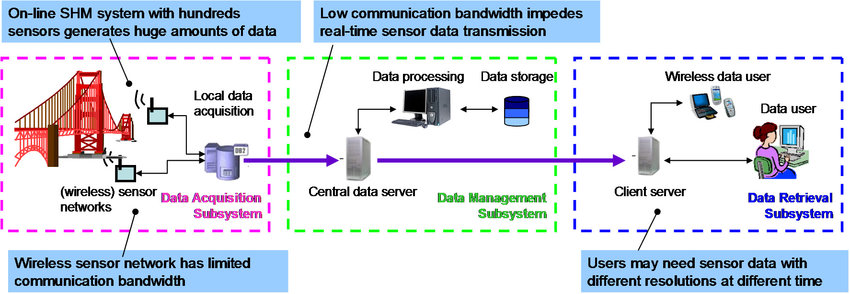 On-line SHM system with hundreds
sensors generates huge amounts of data
Low communication bandwidth impedes
real-time sensor data transmission
Local data
acquisition
DB2
(wireless) sensor
networks
Data Acquisition
Subsystem
Data processing
Data storage
Central data server
Data Management
Subsystem
Wireless data user
Data user
Client server
Data Retrieval
Subsystem
Wireless sensor network has limited
communication bandwidth
Users may need sensor data with
different resolutions at different time